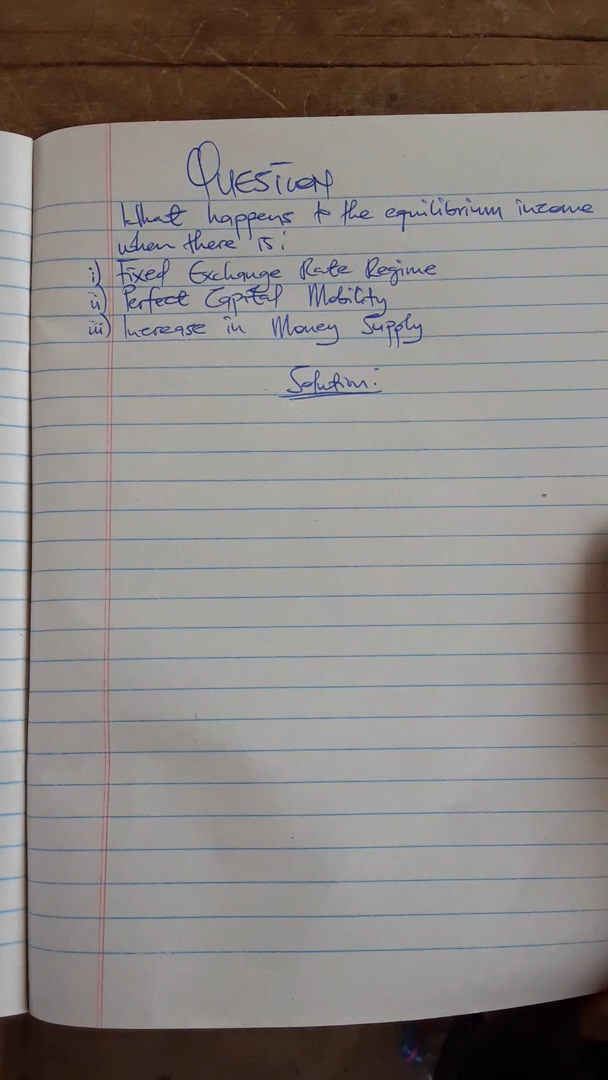 QUESTION
What happens to the equilibrium income
when there is:
i) Fixed Exchange Rate Regime
ii) Perfect Capital Mobility
iii) Increase in Money Supply
Solution: